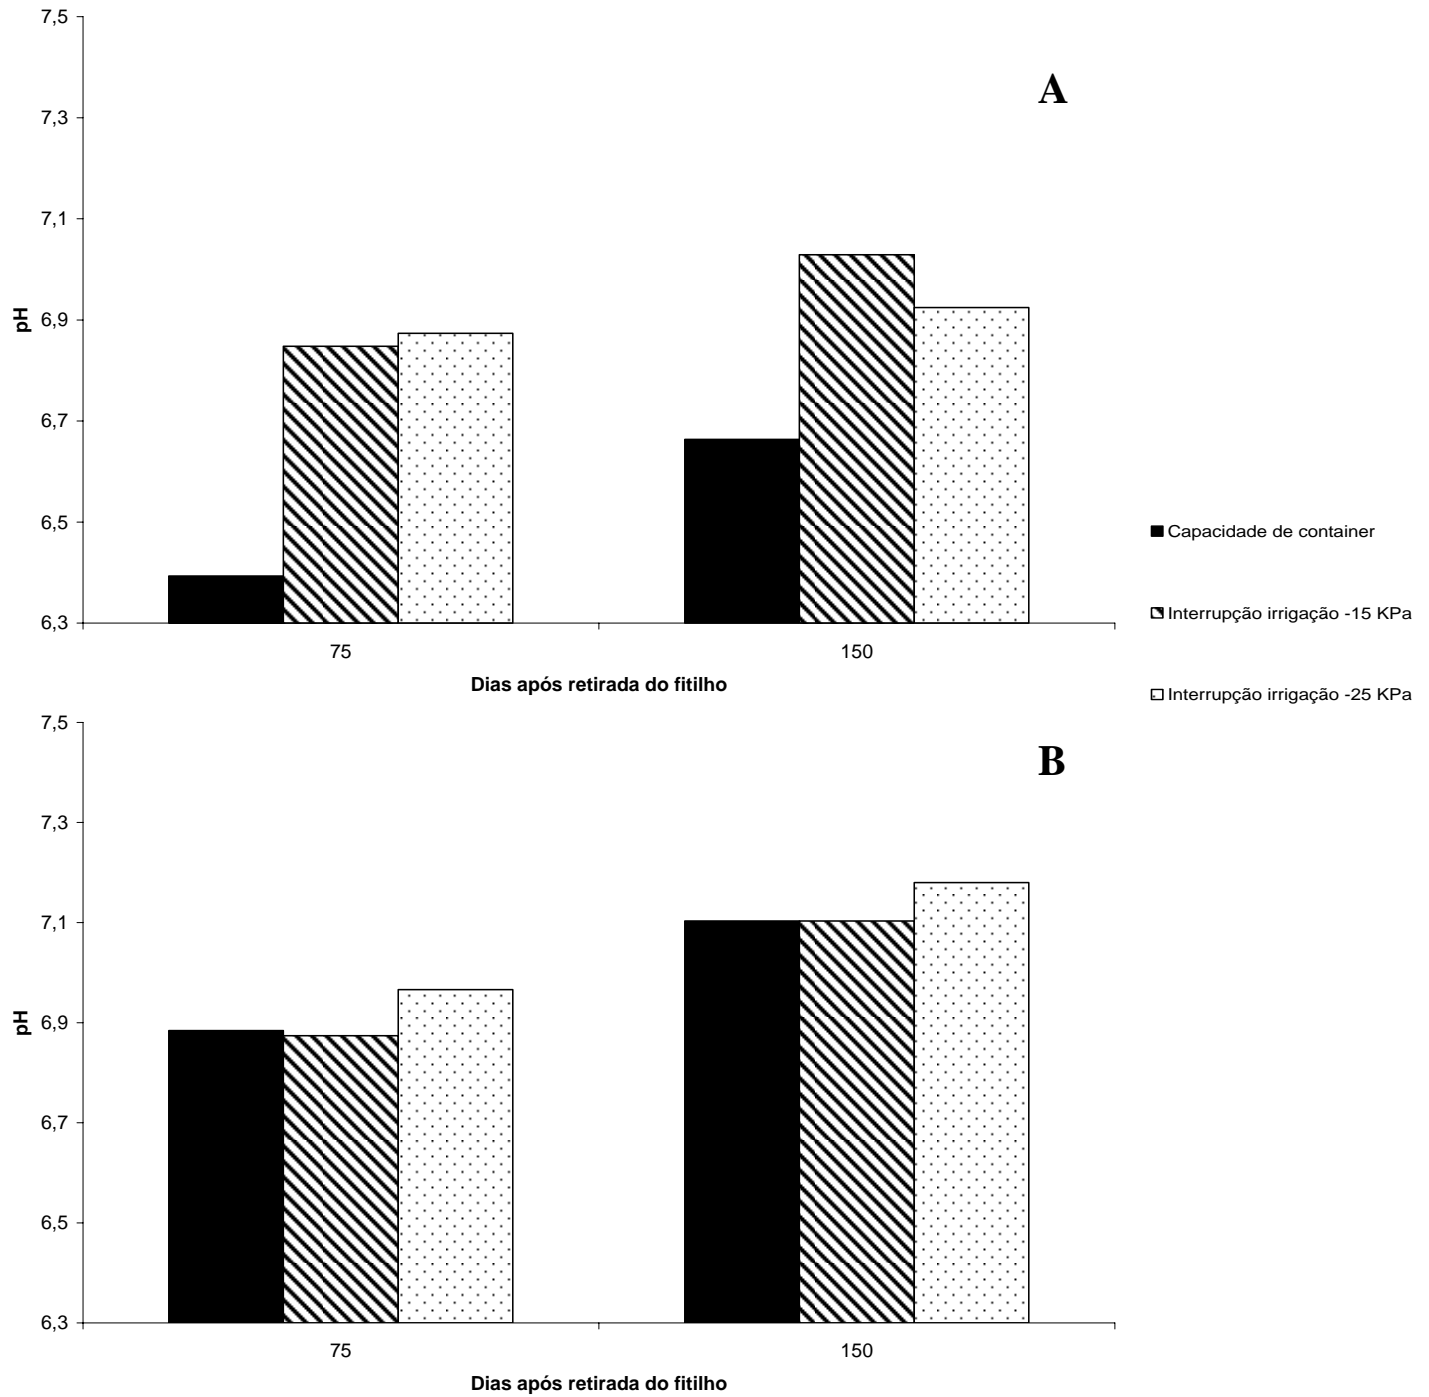 7,5
A
7,3
7,1
6,9
pH
6,7
6,5
6,3
75
150
Dias após retirada do fitilho
Capacidade de container
Interrupção irrigação -15 KPa
Interrupção irrigação -25 KPa
7,5
B
7,3
7,1
6,9
pH
6,7
6,5
6,3
75
150
Dias após retirada do fitilho